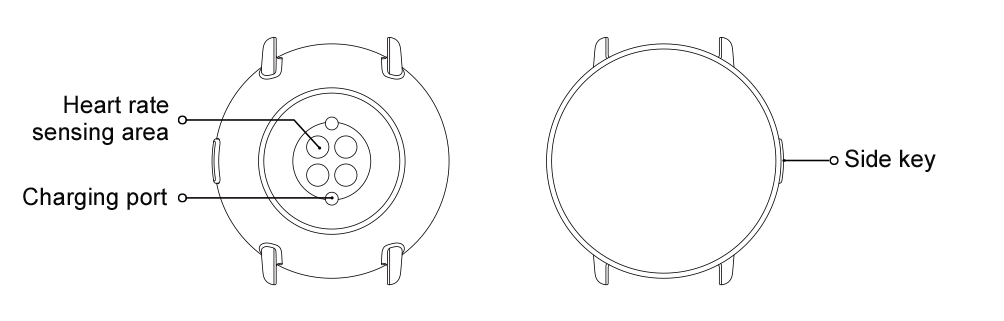 Heart rate
sensing area
Charging port
Side key